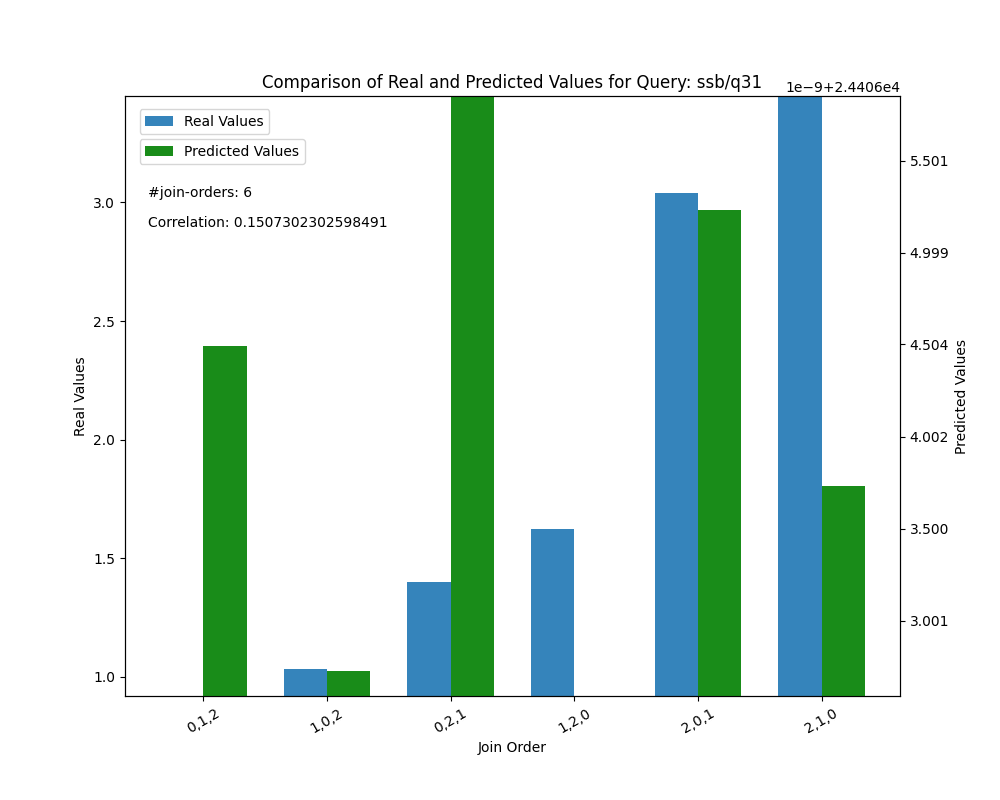 Comparison of Real and Predicted Values for Query: ssb/q31
1e−9+2.4406e4
Real Values
Predicted Values
#join-orders: 6
Correlation: 0.1507302302598491
3.0
2.5
2.0
1.5
1.0
Real Values
5.501
4.999
4.504
4.002
3.500
3.001
Predicted Values
0,1,2
1,0,2
0,2,1
1,2,0
2,0,1
2,1,0
Join Order